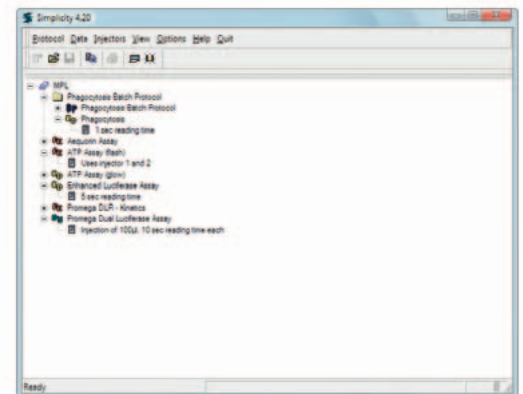 Simplicity 4.20
Protocol Data Injectors View Options Help Quit
MPL
Phagocytosis Batch Protocol
Phagocytosis Batch Protocol
Phagocytosis
1 sec reading time
Aequorin Assay
ATP Assay (flash)
Uses injector 1 and 2
ATP Assay (glow)
Enhanced Luciferase Assay
5 sec reading time
Promega DLR - Kinetics
Promega Dual Luciferase Assay
Injection of 100µl. 10 sec reading time each
Ready